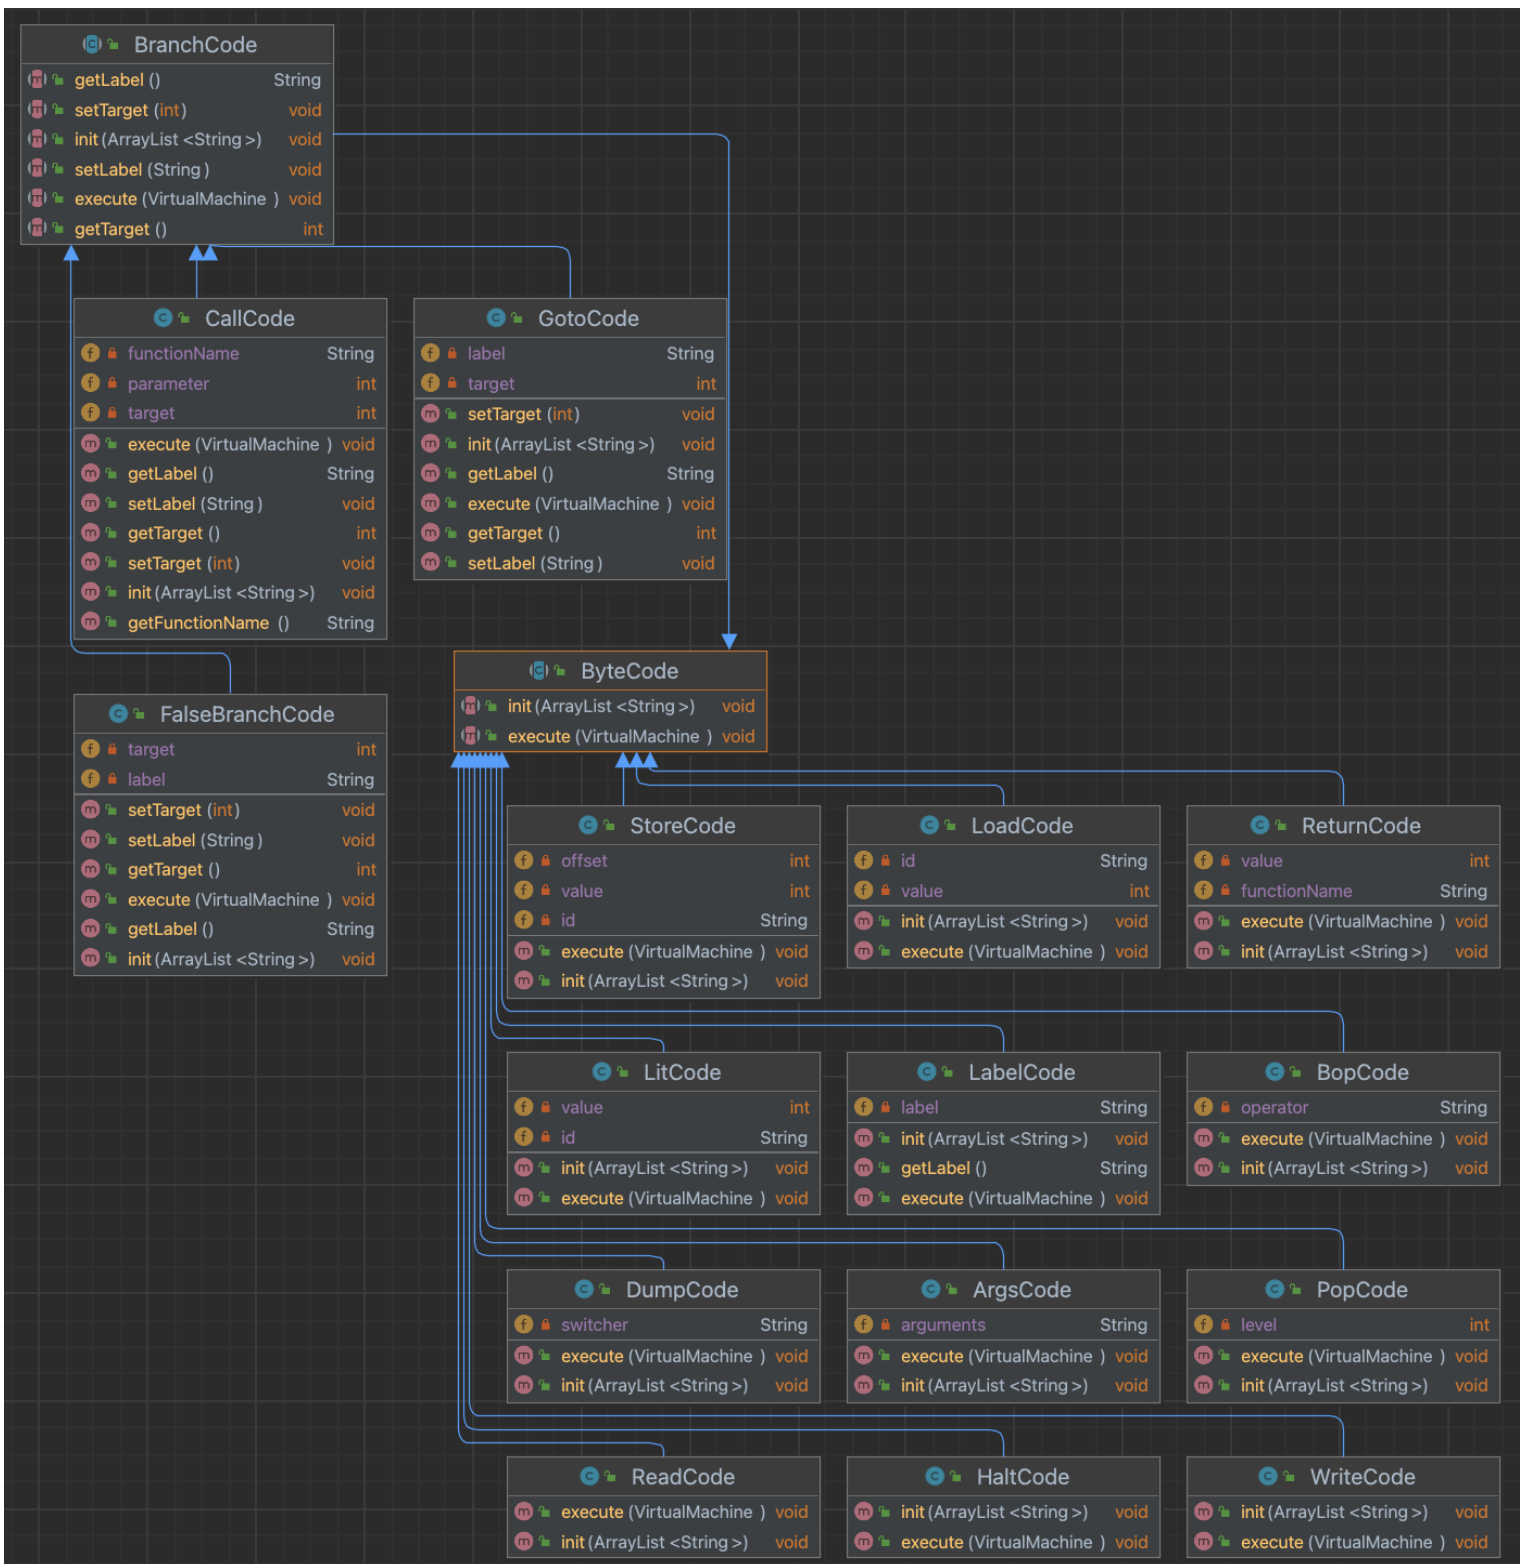 BranchCode
getLabel () String
setTarget (int) void
init (ArrayList <String>) void
setLabel (String) void
execute (VirtualMachine ) void
getTarget () int
CallCode
functionName String
parameter int
target int
execute (VirtualMachine ) void
getLabel () String
setLabel (String) void
getTarget () int
setTarget (int) void
init (ArrayList <String>) void
getFunctionName () String
GotoCode
label String
target int
setTarget (int) void
init (ArrayList <String>) void
getLabel () String
execute (VirtualMachine ) void
getTarget () int
setLabel (String) void
FalseBranchCode
target int
label String
setTarget (int) void
setLabel (String) void
getTarget () int
execute (VirtualMachine ) void
getLabel () String
init (ArrayList <String>) void
ByteCode
init (ArrayList <String>) void
execute (VirtualMachine ) void
StoreCode
offset int
value int
id String
execute (VirtualMachine ) void
init (ArrayList <String>) void
LoadCode
id String
value int
init (ArrayList <String>) void
execute (VirtualMachine ) void
ReturnCode
value int
functionName String
execute (VirtualMachine ) void
init (ArrayList <String>) void
LitCode
value int
id String
init (ArrayList <String>) void
execute (VirtualMachine ) void
LabelCode
label String
init (ArrayList <String>) void
getLabel () String
execute (VirtualMachine ) void
BopCode
operator String
execute (VirtualMachine ) void
init (ArrayList <String>) void
DumpCode
switcher String
execute (VirtualMachine ) void
init (ArrayList <String>) void
ArgsCode
arguments String
execute (VirtualMachine ) void
init (ArrayList <String>) void
PopCode
level int
execute (VirtualMachine ) void
init (ArrayList <String>) void
ReadCode
execute (VirtualMachine ) void
init (ArrayList <String>) void
HaltCode
init (ArrayList <String>) void
execute (VirtualMachine ) void
WriteCode
init (ArrayList <String>) void
execute (VirtualMachine ) void